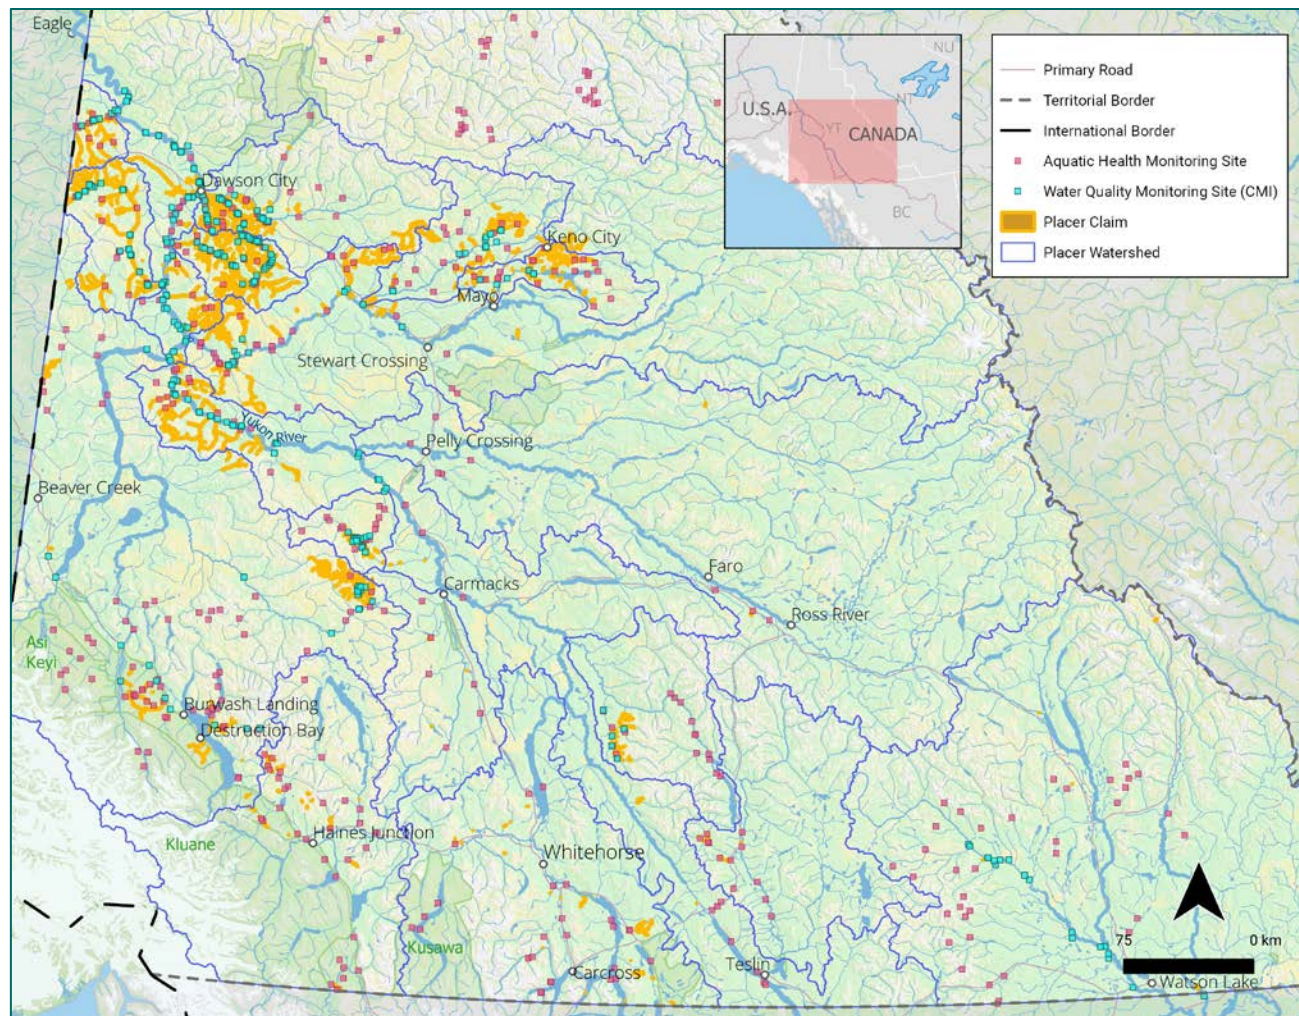 Eagle
Dawson City
Keno City
Mayo
Stewart Crossing
Yukon River
Pelly Crossing
Beaver Creek
Carmacks
Faro
Ross River
Asi
Keyi
Burwash Landing
Destruction Bay
Kluane
Haines Junction
Whitehorse
Kusawa
Carcross
Teslin
Watson Lake
75
0 km
NU
U.S.A.
NT
YT
CANADA
BC
Primary Road
Territorial Border
International Border
Aquatic Health Monitoring Site
Water Quality Monitoring Site (CMI)
Placer Claim
Placer Watershed